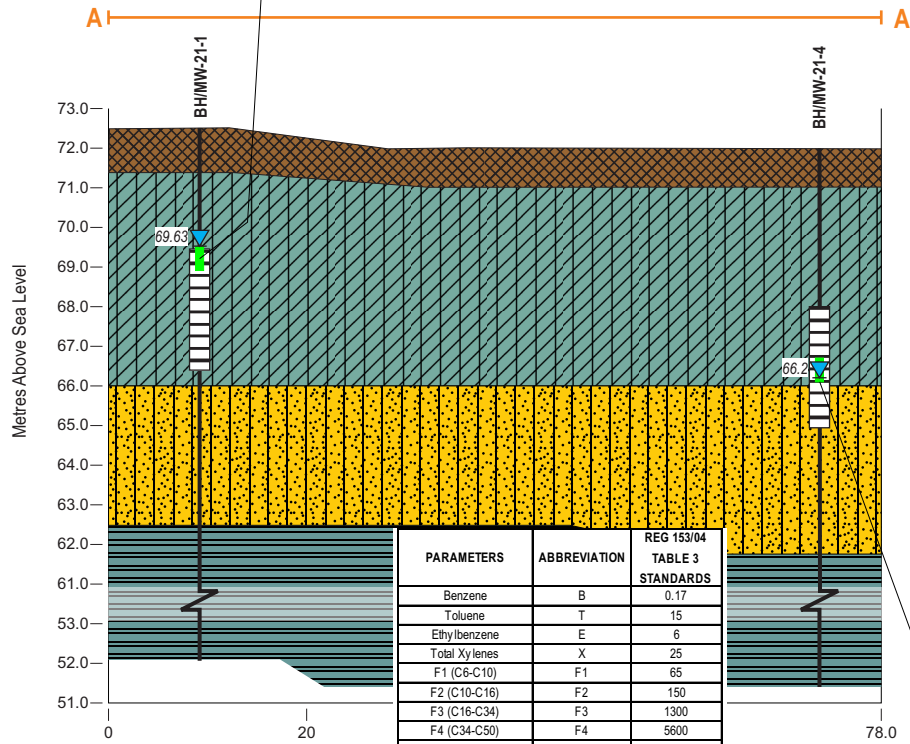 A
A
BH/MW-21-1
BH/MW-21-4
Metres Above Sea Level
73.0
72.0
71.0
70.0
69.0
68.0
67.0
66.0
65.0
64.0
63.0
62.0
61.0
53.0
52.0
51.0
69.63
66.2
PARAMETERS ABBREVIATION REG 153/04 TABLE 3 STANDARDS
Benzene B 0.17
Toluene T 15
Ethylbenzene E 6
Total Xylenes X 25
F1 (C6-C10) F1 65
F2 (C10-C16) F2 150
F3 (C16-C34) F3 1300
F4 (C34-C50) F4 5600
0 20 78.0